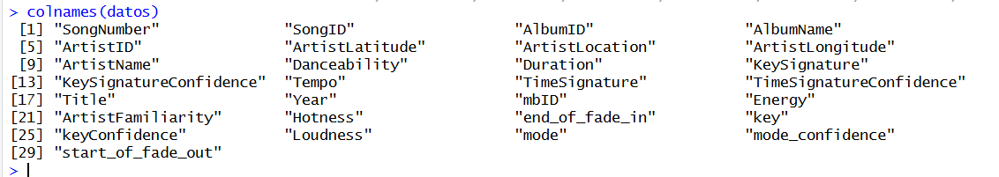 > colnames(datos)
[1] "SongNumber" "SongID" "AlbumID" "AlbumName"
[5] "ArtistID" "ArtistLatitude" "ArtistLocation" "ArtistLongitude"
[9] "ArtistName" "Danceability" "Duration" "KeySignature"
[13] "KeySignatureConfidence" "Tempo" "TimeSignature" "TimeSignatureConfidence"
[17] "Title" "Year" "mbID" "Energy"
[21] "ArtistFamiliarity" "Hotness" "end_of_fade_in" "key"
[25] "keyConfidence" "Loudness" "mode" "mode_confidence"
[29] "start_of_fade_out"
>